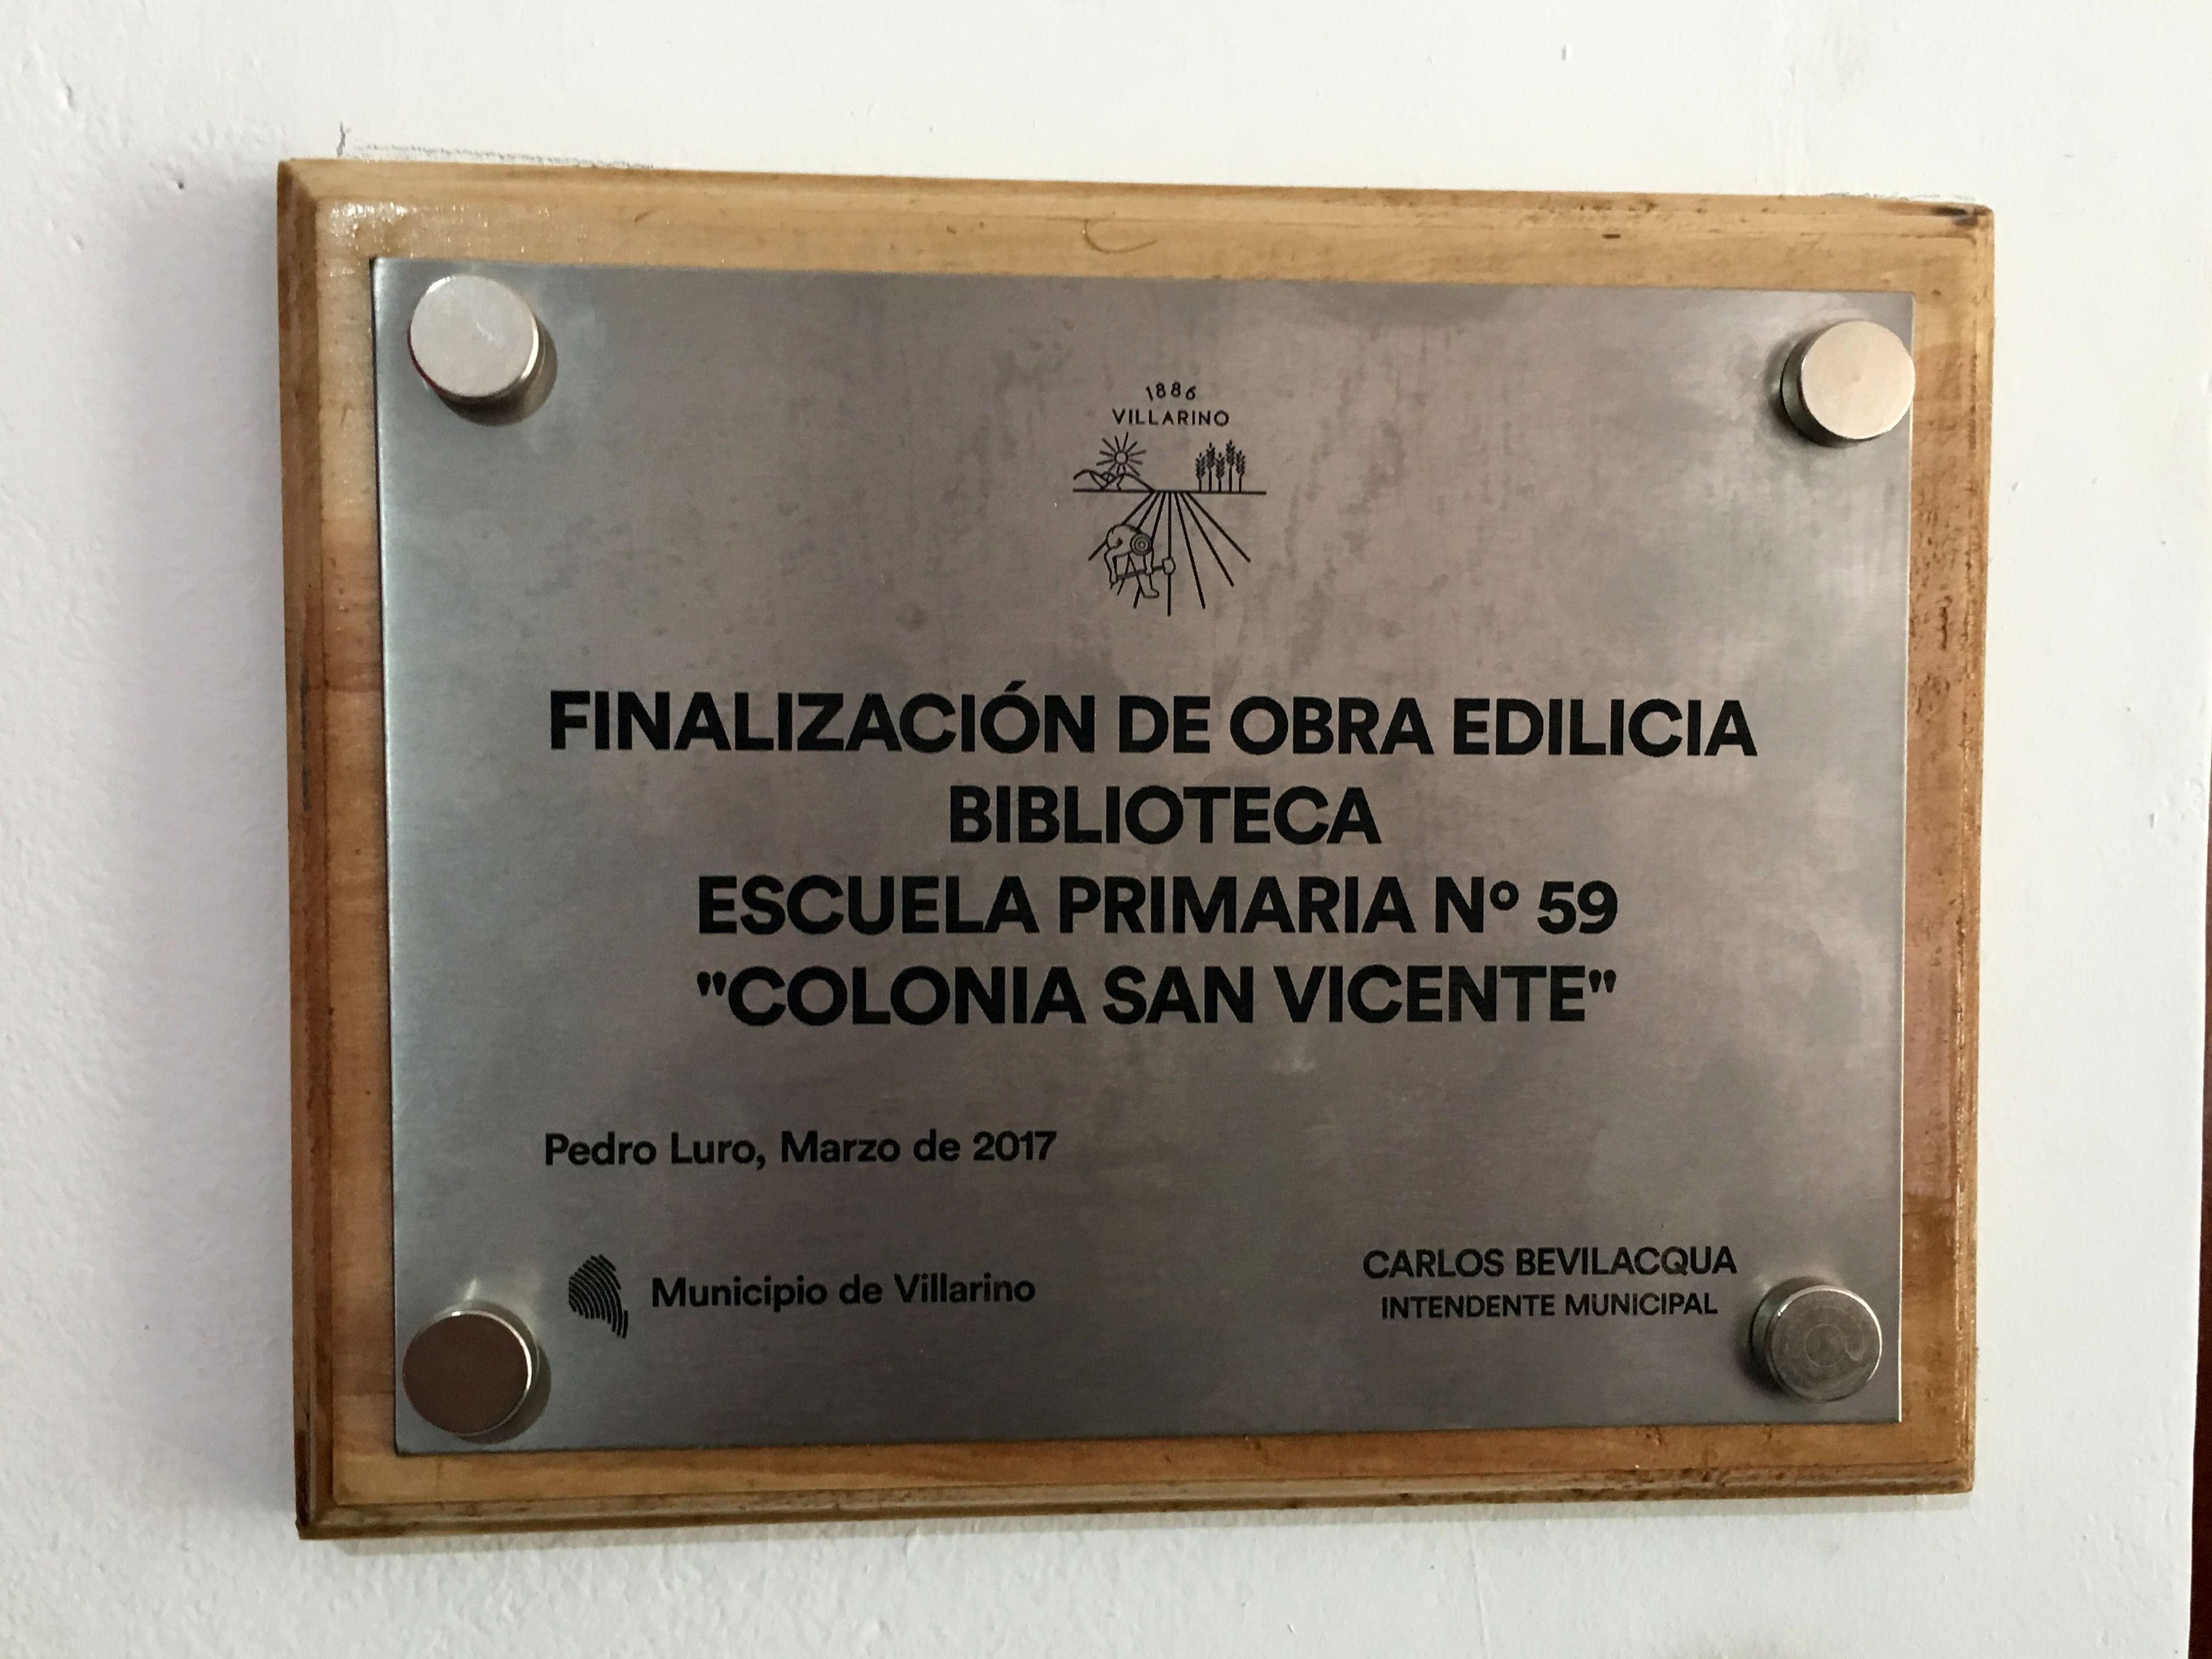 1886
VILLARINO
FINALIZACIÓN DE OBRA EDILICIA
BIBLIOTECA
ESCUELA PRIMARIA Nº 59
"COLONIA SAN VICENTE"
Pedro Luro, Marzo de 2017
Municipio de Villarino
CARLOS BEVILACQUA
INTENDENTE MUNICIPAL